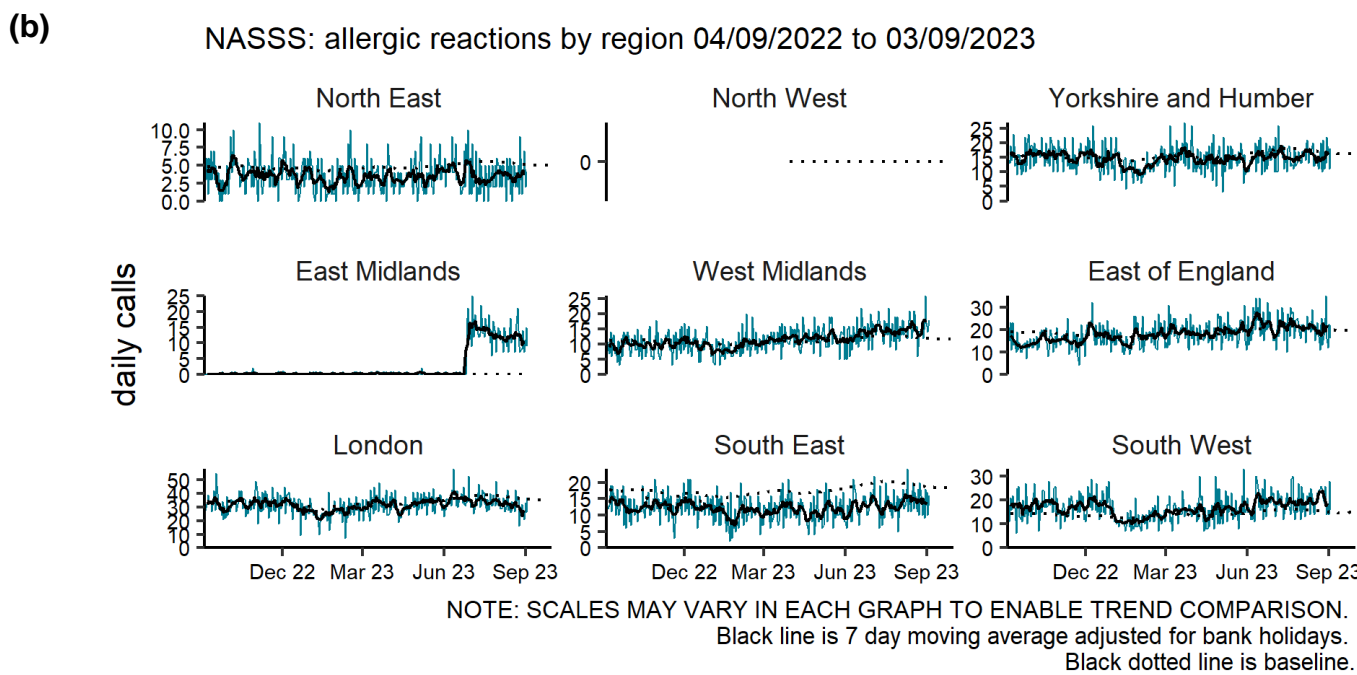 (b)
NASSS: allergic reactions by region 04/09/2022 to 03/09/2023
daily calls
North East
10.0
7.5
5.0
2.5
0.0
North West
0
Yorkshire and Humber
25
20
15
10
5
0
East Midlands
25
20
15
10
5
0
West Midlands
25
20
15
10
5
0
East of England
30
20
10
0
London
50
40
30
20
10
0
South East
20
15
10
5
0
South West
30
20
10
0
Dec 22 Mar 23 Jun 23 Sep 23
Dec 22 Mar 23 Jun 23 Sep 23
Dec 22 Mar 23 Jun 23 Sep 23
NOTE: SCALES MAY VARY IN EACH GRAPH TO ENABLE TREND COMPARISON.
Black line is 7 day moving average adjusted for bank holidays.
Black dotted line is baseline.